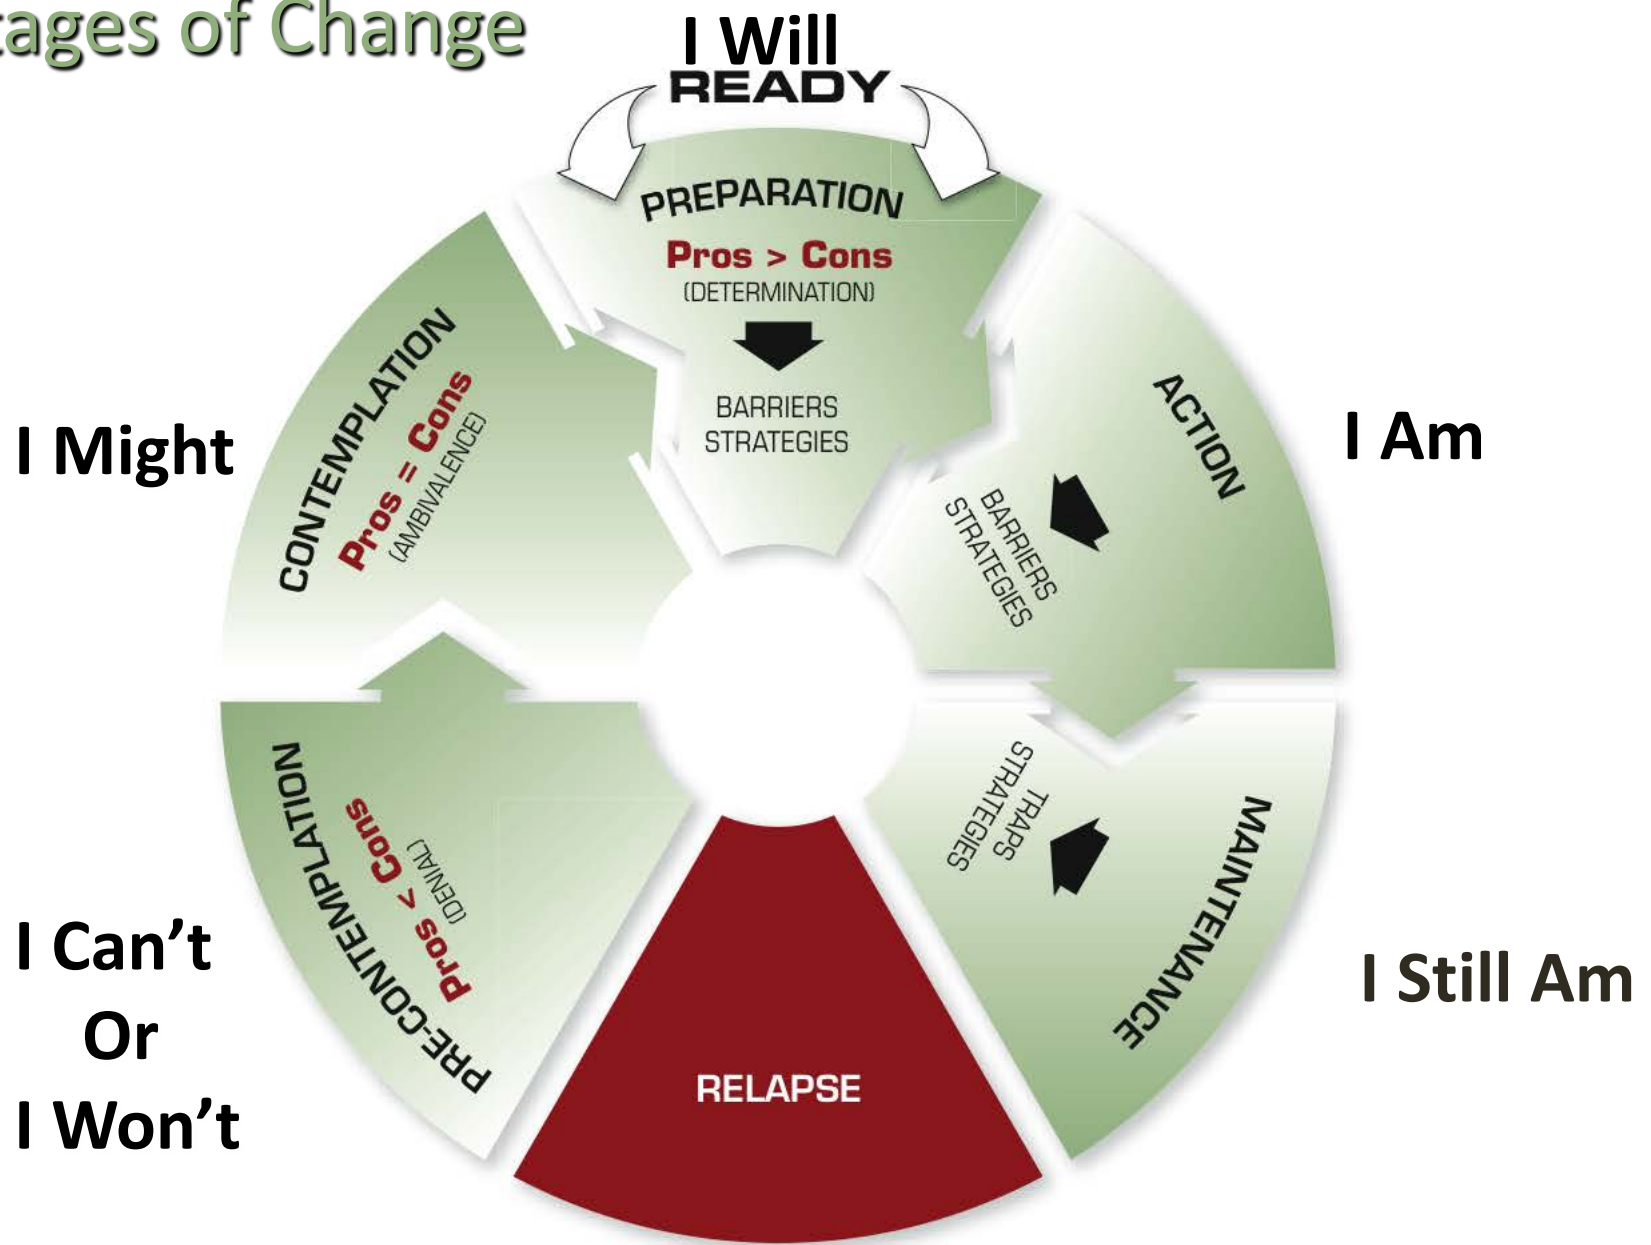 tages of Change
I Will
READY
PREPARATION
Pros > Cons
(DETERMINATION)
BARRIERS
STRATEGIES
CONTEMPLATION
Pros = Cons
(AMBIVALENCE)
I Might
ACTION
BARRIERS
STRATEGIES
I Am
PRE-CONTEMPLATION
Pros < Cons
(DENIAL)
I Can’t
Or
I Won’t
TRAPS
STRATEGIES
MAINTENANCE
I Still Am
RELAPSE